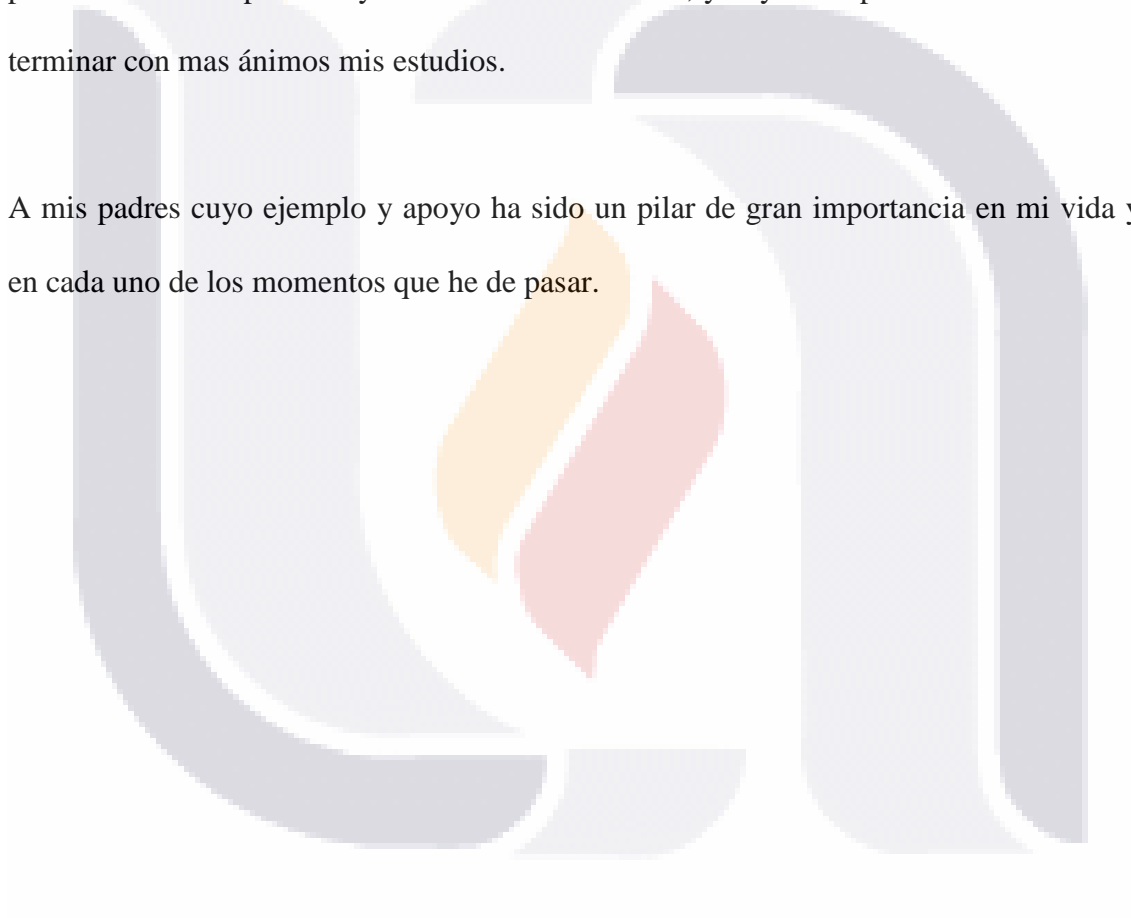 terminar con mas ánimos mis estudios.
A mis padres cuyo ejemplo y apoyo ha sido un pilar de gran importancia en mi vida y
en cada uno de los momentos que he de pasar.